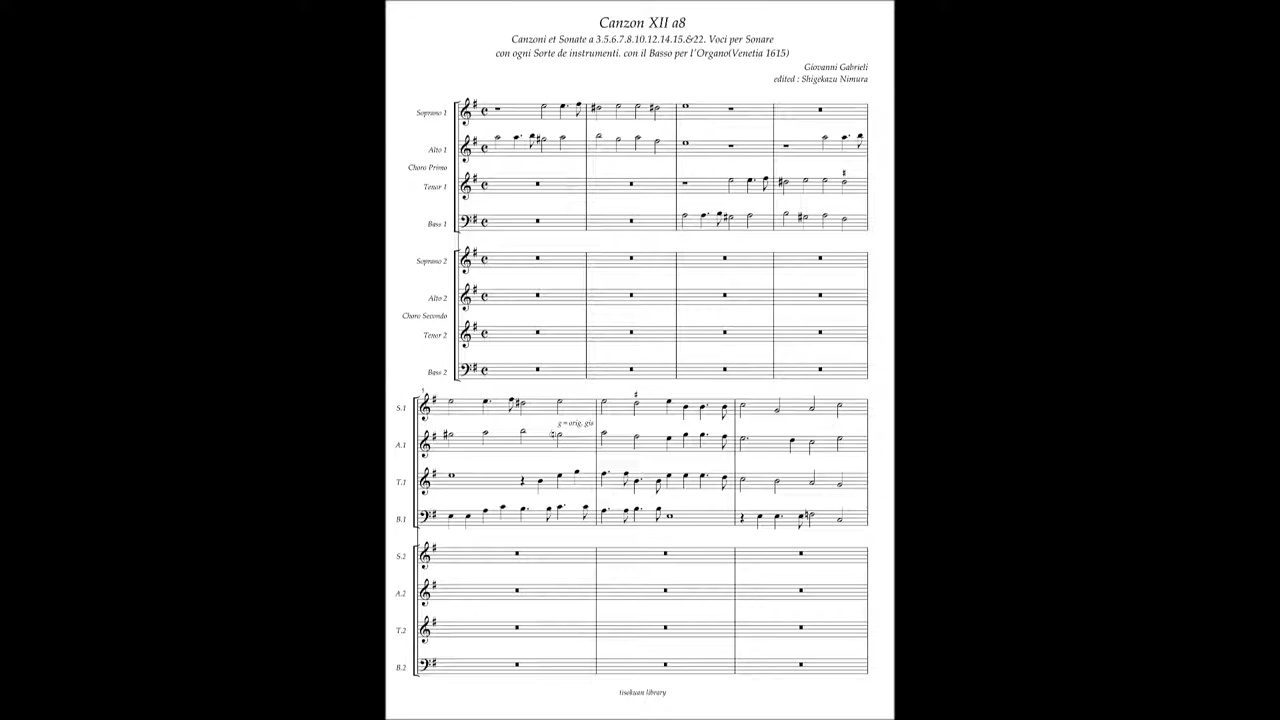 Canzon XII a8
Canzoni et Sonate a 3.5.6.7.8.10.12.14.15.&22. Voci per Sonare
con ogni Sorte de instrumenti. con il Basso per l'Organo(Venetia 1615)
Giovanni Gabrieli
edited : Shigekazu Nimura
Soprano 1
Alto 1
Choro Primo
Tenor 1
Bass 1
Soprano 2
Alto 2
Choro Secondo
Tenor 2
Bass 2
5
S.1
g = orig. gis
A.1
T.1
B.1
S.2
A.2
T.2
B.2
tisokuan library